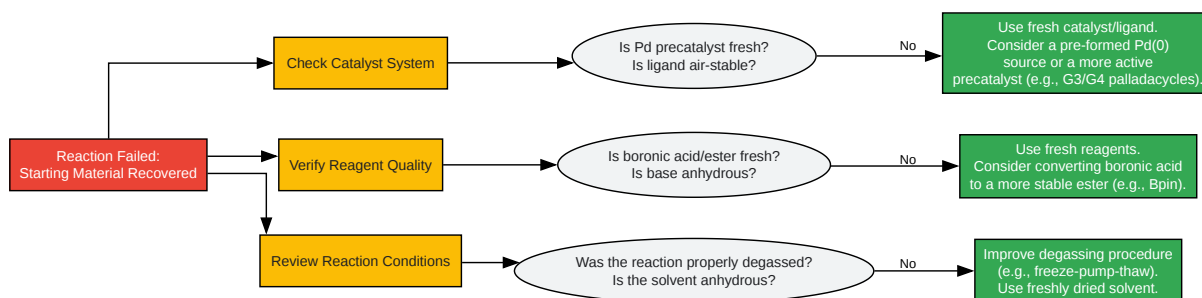 Reaction Failed:
Starting Material Recovered
Check Catalyst System
Is Pd precatalyst fresh?
Is ligand air-stable?
No
Use fresh catalyst/ligand.
Consider a pre-formed Pd(0)
source or a more active
precatalyst (e.g., G3/G4 palladacycles).
Verify Reagent Quality
Is boronic acid/ester fresh?
Is base anhydrous?
No
Use fresh reagents.
Consider converting boronic acid
to a more stable ester (e.g., Bpin).
Review Reaction Conditions
Was the reaction properly degassed?
Is the solvent anhydrous?
No
Improve degassing procedure
(e.g., freeze-pump-thaw).
Use freshly dried solvent.